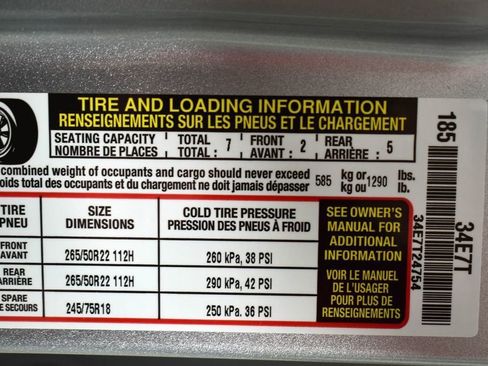 TIRE AND LOADING INFORMATION
RENSEIGNEMENTS SUR LES PNEUS ET LE CHARGEMENT
SEATING CAPACITY TOTAL : 7 FRONT : 2 REAR : 5
NOMBRE DE PLACES TOTAL AVANT ARRIÈRE
combined weight of occupants and cargo should never exceed 585 kg or 1290 lbs.
total des occupants et du chargement ne doit jamais dépasser kg ou lb.
TIRE SIZE COLD TIRE PRESSURE
PNEU DIMENSIONS PRESSION DES PNEUS À FROID
FRONT 265/50R22 112H 260 kPa, 38 PSI
AVANT
REAR 265/50R22 112H 290 kPa, 42 PSI
ARRIÈRE
SPARE 245/75R18 250 kPa, 36 PSI
SECOURS
SEE OWNER'S
MANUAL FOR
ADDITIONAL
INFORMATION
VOIR LE MANUEL
DE L'USAGER
POUR PLUS DE
RENSEIGNEMENTS
185
34E7T
34E7T24754